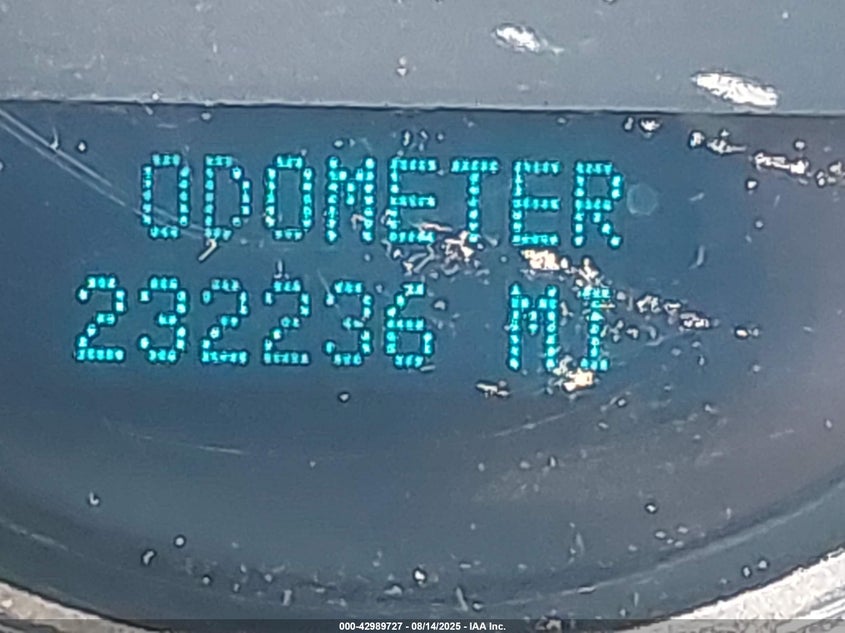 ODOMETER
232236 MI
000-42989727 - 08/14/2025 - IAA Inc.